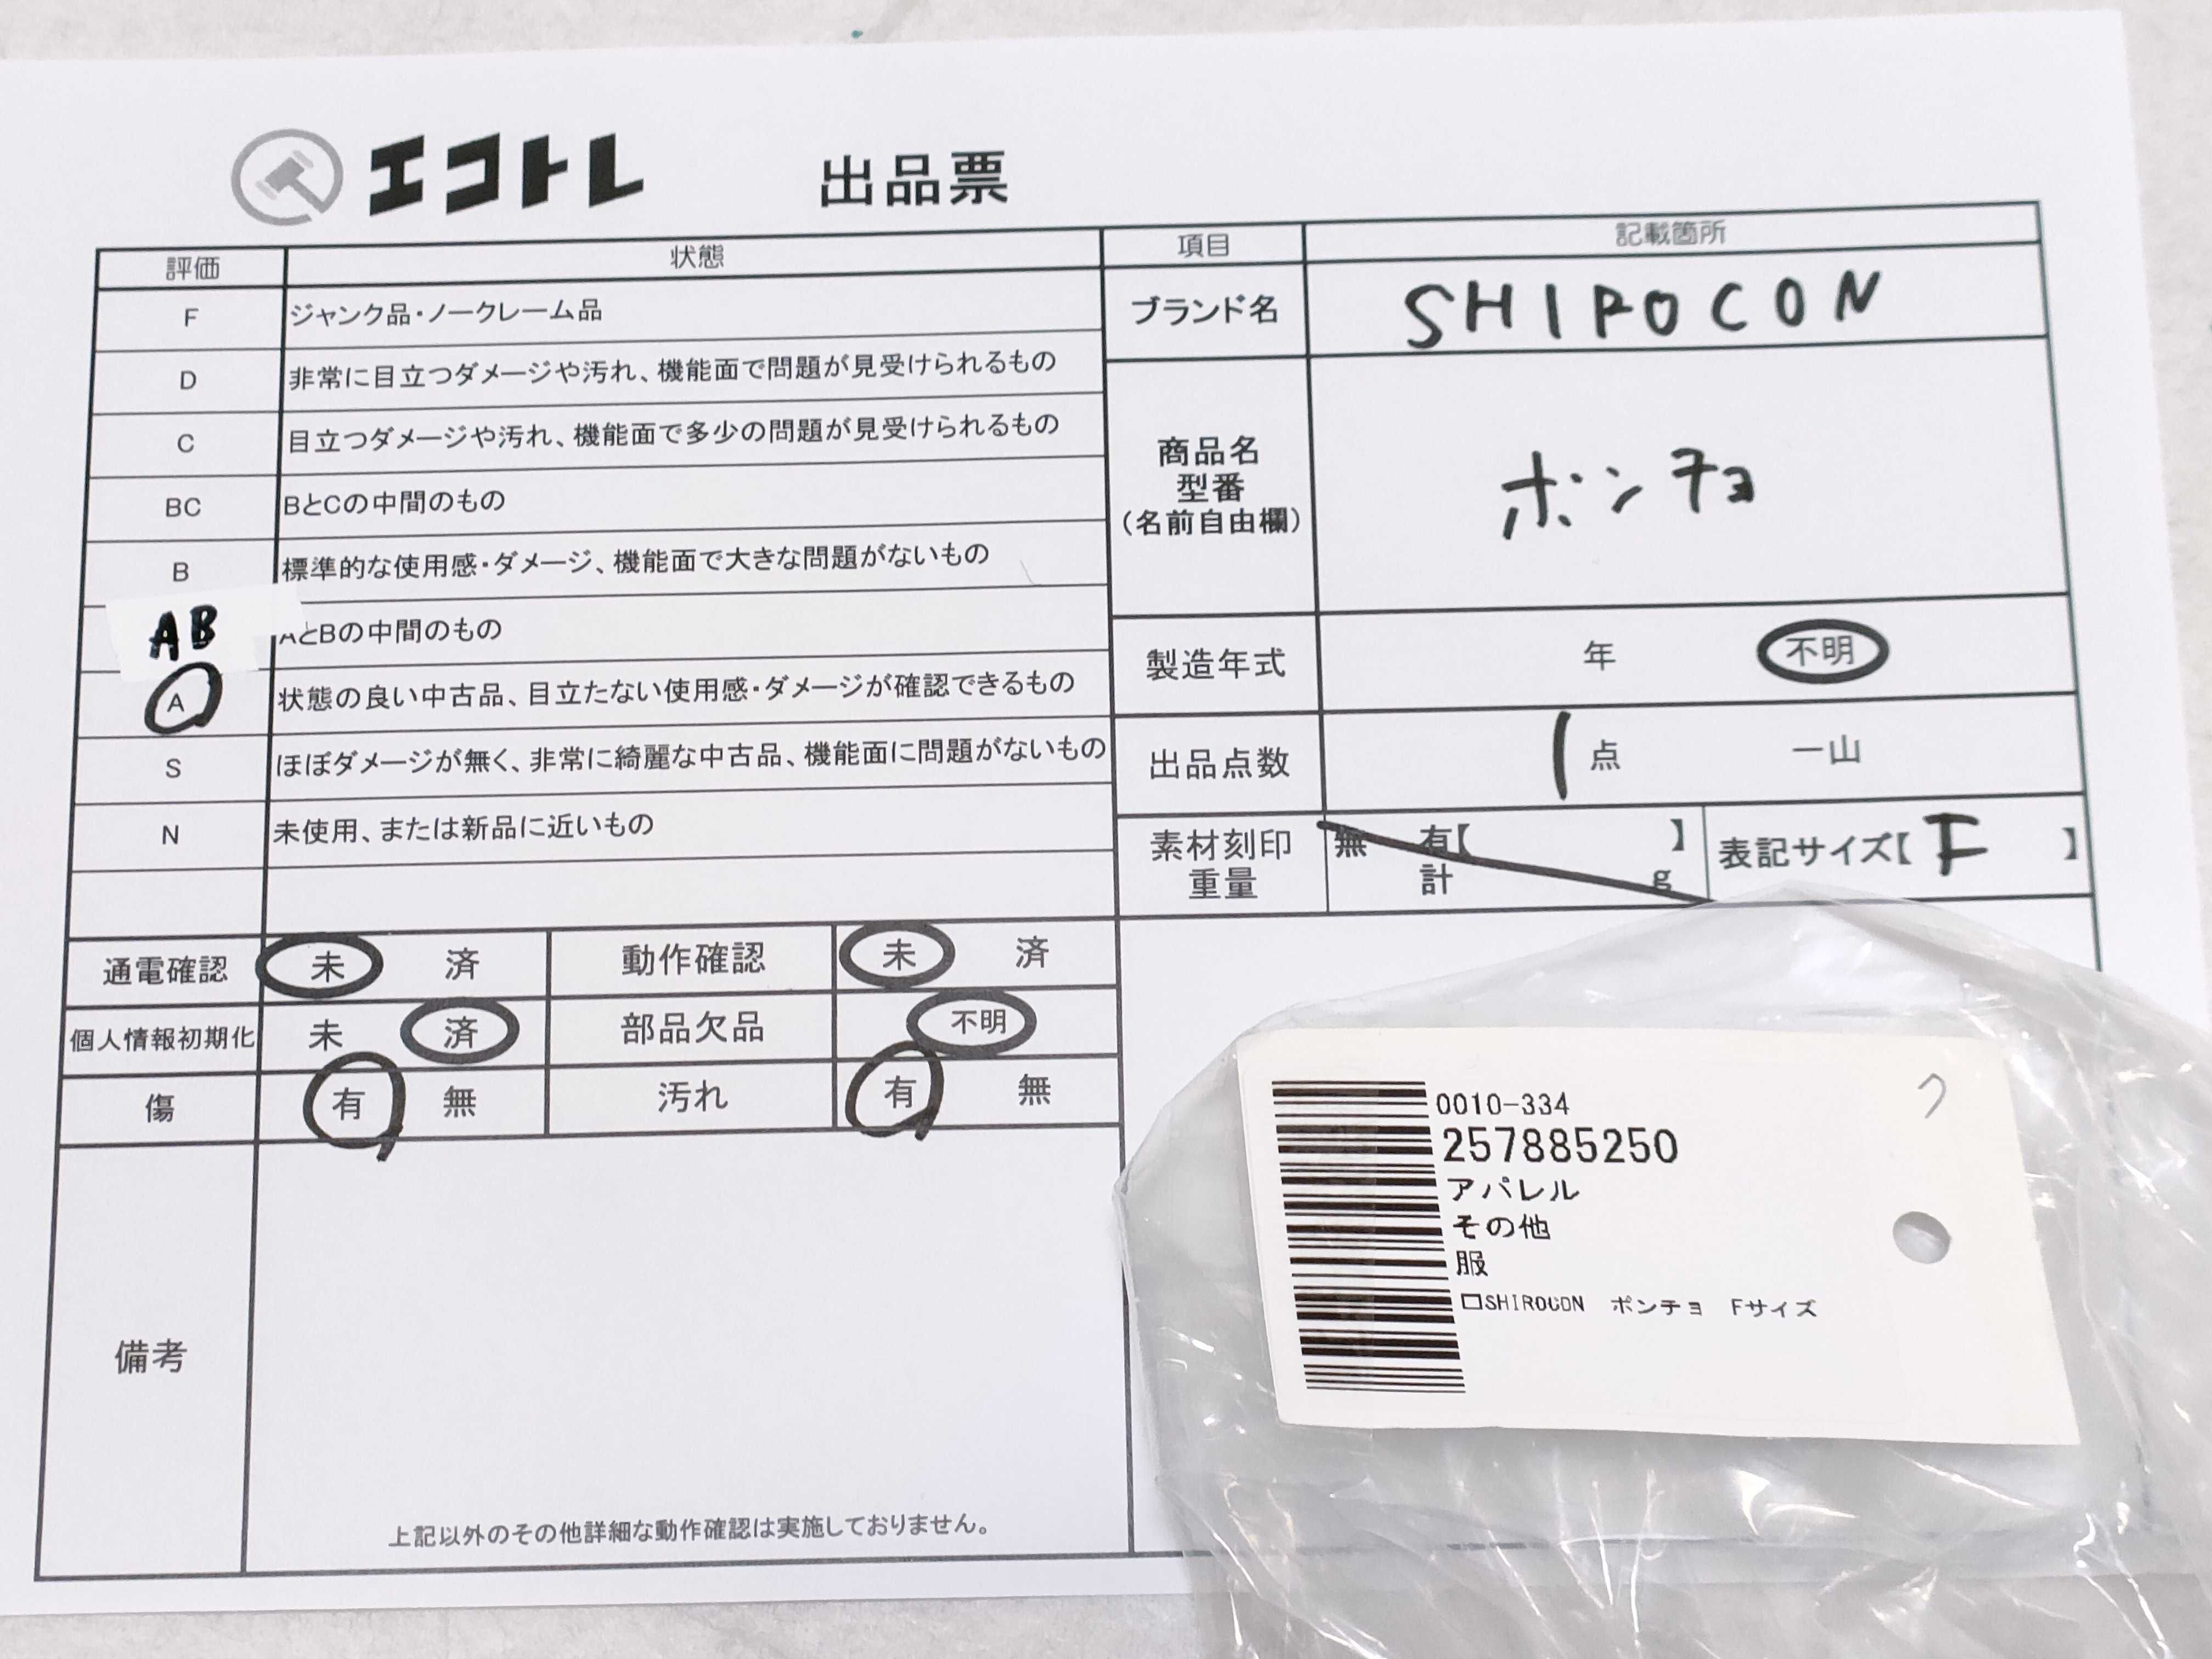 エコトレ 出品票
評価 状態
F ジャンク品・ノークレーム品
D 非常に目立つダメージや汚れ、機能面で問題が見受けられるもの
C 目立つダメージや汚れ、機能面で多少の問題が見受けられるもの
BC BとCの中間のもの
B 標準的な使用感・ダメージ、機能面で大きな問題がないもの
AB AとBの中間のもの
A 状態の良い中古品、目立たない使用感・ダメージが確認できるもの
S ほぼダメージが無く、非常に綺麗な中古品、機能面に問題がないもの
N 未使用、または新品に近いもの
通電確認 未 済 動作確認 未 済
個人情報初期化 未 済 部品欠品 不明
傷 有 無 汚れ 有 無
備考
上記以外のその他詳細な動作確認は実施しておりません。
項目 記載箇所
ブランド名 SHIROCON
商品名
型番
(名前自由欄)
ポンチョ
製造年式 年 不明
出品点数 1点 一山
素材刻印 無 有【 】
重量 計 g
表記サイズ【 F 】
0010-334
257885250
アパレル
その他
服
□SHIROCON ポンチョ Fサイズ